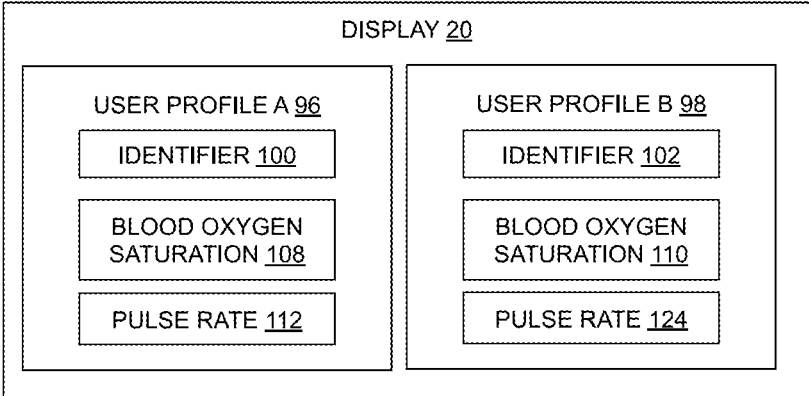 DISPLAY 20
USER PROFILE A 96
IDENTIFIER 100
BLOOD OXYGEN
SATURATION 108
PULSE RATE 112
USER PROFILE B 98
IDENTIFIER 102
BLOOD OXYGEN
SATURATION 110
PULSE RATE 124